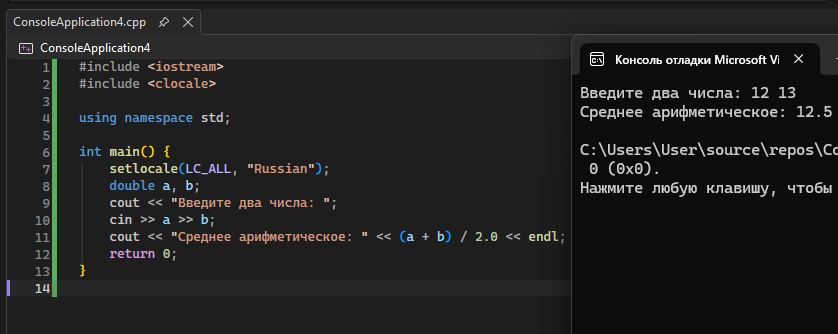 ConsoleApplication4.cpp
ConsoleApplication4
1 #include <iostream>
2 #include <clocale>
3
4 using namespace std;
5
6 int main() {
7 setlocale(LC_ALL, "Russian");
8 double a, b;
9 cout << "Введите два числа: ";
10 cin >> a >> b;
11 cout << "Среднее арифметическое: " << (a + b) / 2.0 << endl;
12 return 0;
13 }
14
Консоль отладки Microsoft Vi
Введите два числа: 12 13
Среднее арифметическое: 12.5
C:\Users\User\source\repos\Co
0 (0x0).
Нажмите любую клавишу, чтобы